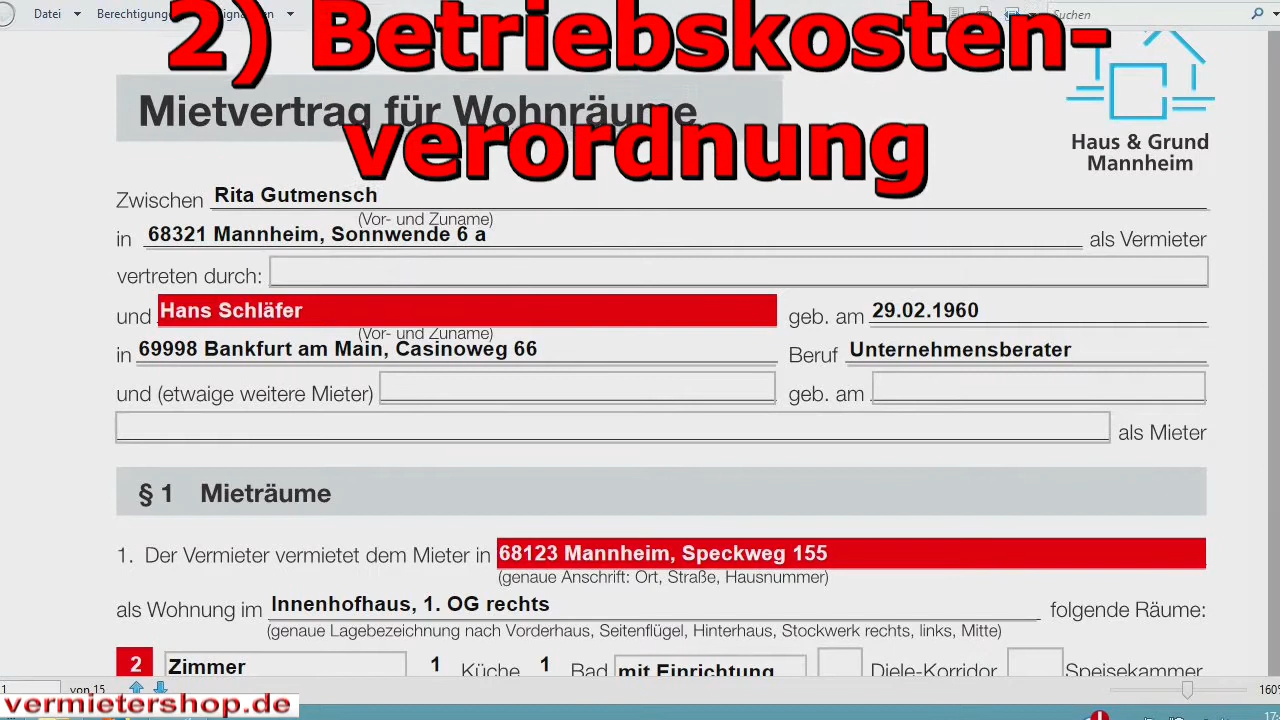 Datei
Berechtigung
Suchen
2) Betriebskosten-
verordnung
Mietvertrag für Wohnräume
Haus & Grund
Mannheim
Zwischen Rita Gutmensch
(Vor- und Zuname)
in 68321 Mannheim, Sonnwende 6 a als Vermieter
vertreten durch:
und Hans Schläfer geb. am 29.02.1960
(Vor- und Zuname)
in 69998 Bankfurt am Main, Casinoweg 66 Beruf Unternehmensberater
und (etwaige weitere Mieter) geb. am
als Mieter
§ 1 Mieträume
1. Der Vermieter vermietet dem Mieter in 68123 Mannheim, Speckweg 155
(genaue Anschrift: Ort, Straße, Hausnummer)
als Wohnung im Innenhofhaus, 1. OG rechts folgende Räume:
(genaue Lagebezeichnung nach Vorderhaus, Seitenflügel, Hinterhaus, Stockwerk rechts, links, Mitte)
2 Zimmer 1 Küche 1 Bad mit Einrichtung Diele-Korridor Speisekammer
1 von 15 160%
vermietershop.de